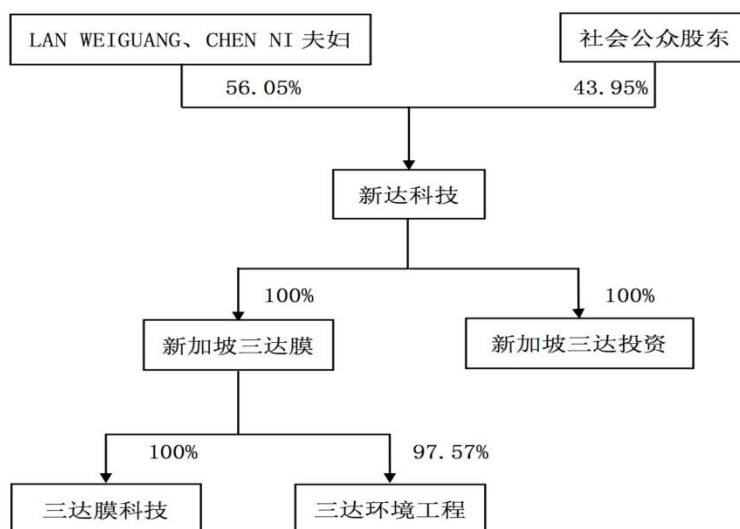 LAN WEIGUANG、CHEN NI 夫妇
社会公众股东
56.05%
43.95%
新达科技
100%
100%
新加坡三达膜
新加坡三达投资
100%
97.57%
三达膜科技
三达环境工程